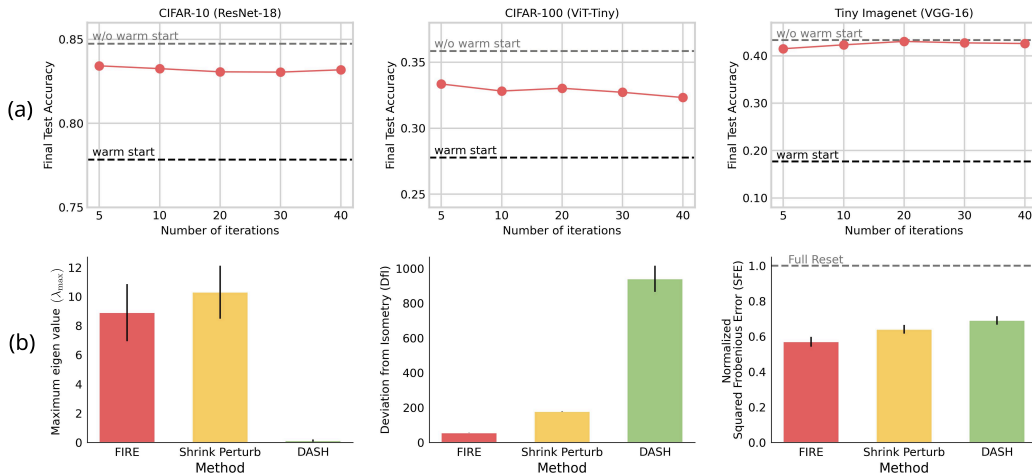 (a)
CIFAR-10 (ResNet-18)
Final Test Accuracy
0.85
0.80
0.75
w/o warm start
warm start
5 10 20 30 40
Number of iterations
CIFAR-100 (ViT-Tiny)
Final Test Accuracy
0.35
0.30
0.25
w/o warm start
warm start
5 10 20 30 40
Number of iterations
Tiny Imagenet (VGG-16)
Final Test Accuracy
0.40
0.30
0.20
0.10
w/o warm start
warm start
5 10 20 30 40
Number of iterations
(b)
Maximum eigen value (λmax)
12
10
8
6
4
2
0
FIRE Shrink Perturb DASH
Method
Deviation from Isometry (DfI)
1000
800
600
400
200
0
FIRE Shrink Perturb DASH
Method
Normalized
Squared Frobenious Error (SFE)
1.0
0.8
0.6
0.4
0.2
0.0
Full Reset
FIRE Shrink Perturb DASH
Method